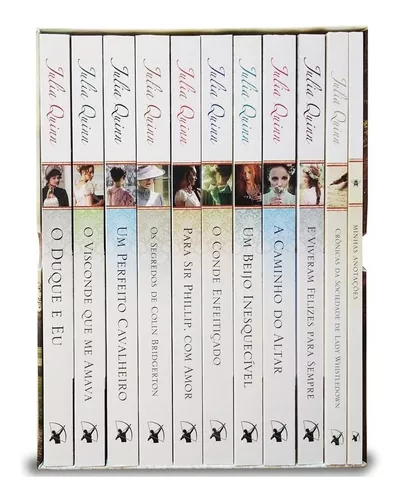 Julia Quinn
O Duque e Eu
Julia Quinn
O Visconde que me Amava
Julia Quinn
Um Perfeito Cavalheiro
Julia Quinn
Os Segredos de Colin Bridgerton
Julia Quinn
Para Sir Phillip, com Amor
Julia Quinn
O Conde Enfeitiçado
Julia Quinn
Um Beijo Inesquecível
Julia Quinn
A Caminho do Altar
Julia Quinn
E Viveram Felizes para Sempre
Julia Quinn
Crônicas da Sociedade de Lady Whistledown
Minhas Anotações